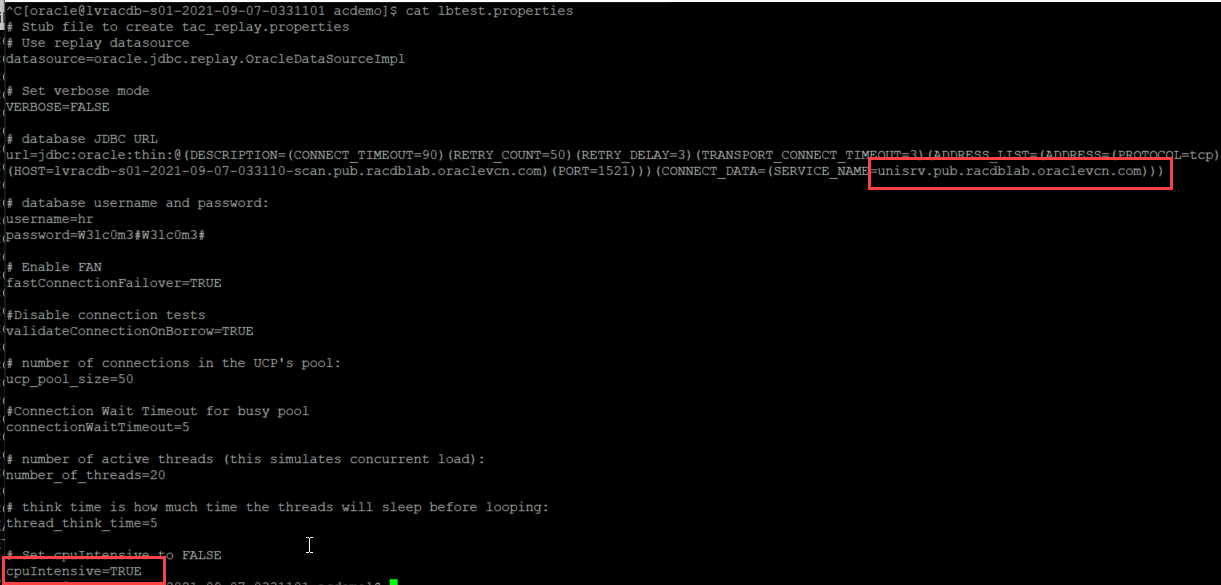 ^C[oracle@lvracdb-s01-2021-09-07-0331101 acdemo]$ cat lbtest.properties
# Stub file to create tac_replay.properties
# Use replay datasource
datasource=oracle.jdbc.replay.OracleDataSourceImpl
# Set verbose mode
VERBOSE=FALSE
# database JDBC URL
url=jdbc:oracle:thin:@(DESCRIPTION=(CONNECT_TIMEOUT=90)(RETRY_COUNT=50)(RETRY_DELAY=3)(TRANSPORT_CONNECT_TIMEOUT=3)(ADDRESS_LIST=(ADDRESS=(PROTOCOL=tcp)
(HOST=lvracdb-s01-2021-09-07-033110-scan.pub.racdblab.oraclevcn.com)(PORT=1521)))(CONNECT_DATA=(SERVICE_NAME=unisrv.pub.racdblab.oraclevcn.com)))
# database username and password:
username=hr
password=W3lc0m3#W3lc0m3#
# Enable FAN
fastConnectionFailover=TRUE
#Disable connection tests
validateConnectionOnBorrow=TRUE
# number of connections in the UCP's pool:
ucp_pool_size=50
#Connection Wait Timeout for busy pool
connectionWaitTimeout=5
# number of active threads (this simulates concurrent load):
number_of_threads=20
# think time is how much time the threads will sleep before looping:
thread_think_time=5
# Set cpuIntensive to FALSE
cpuIntensive=TRUE